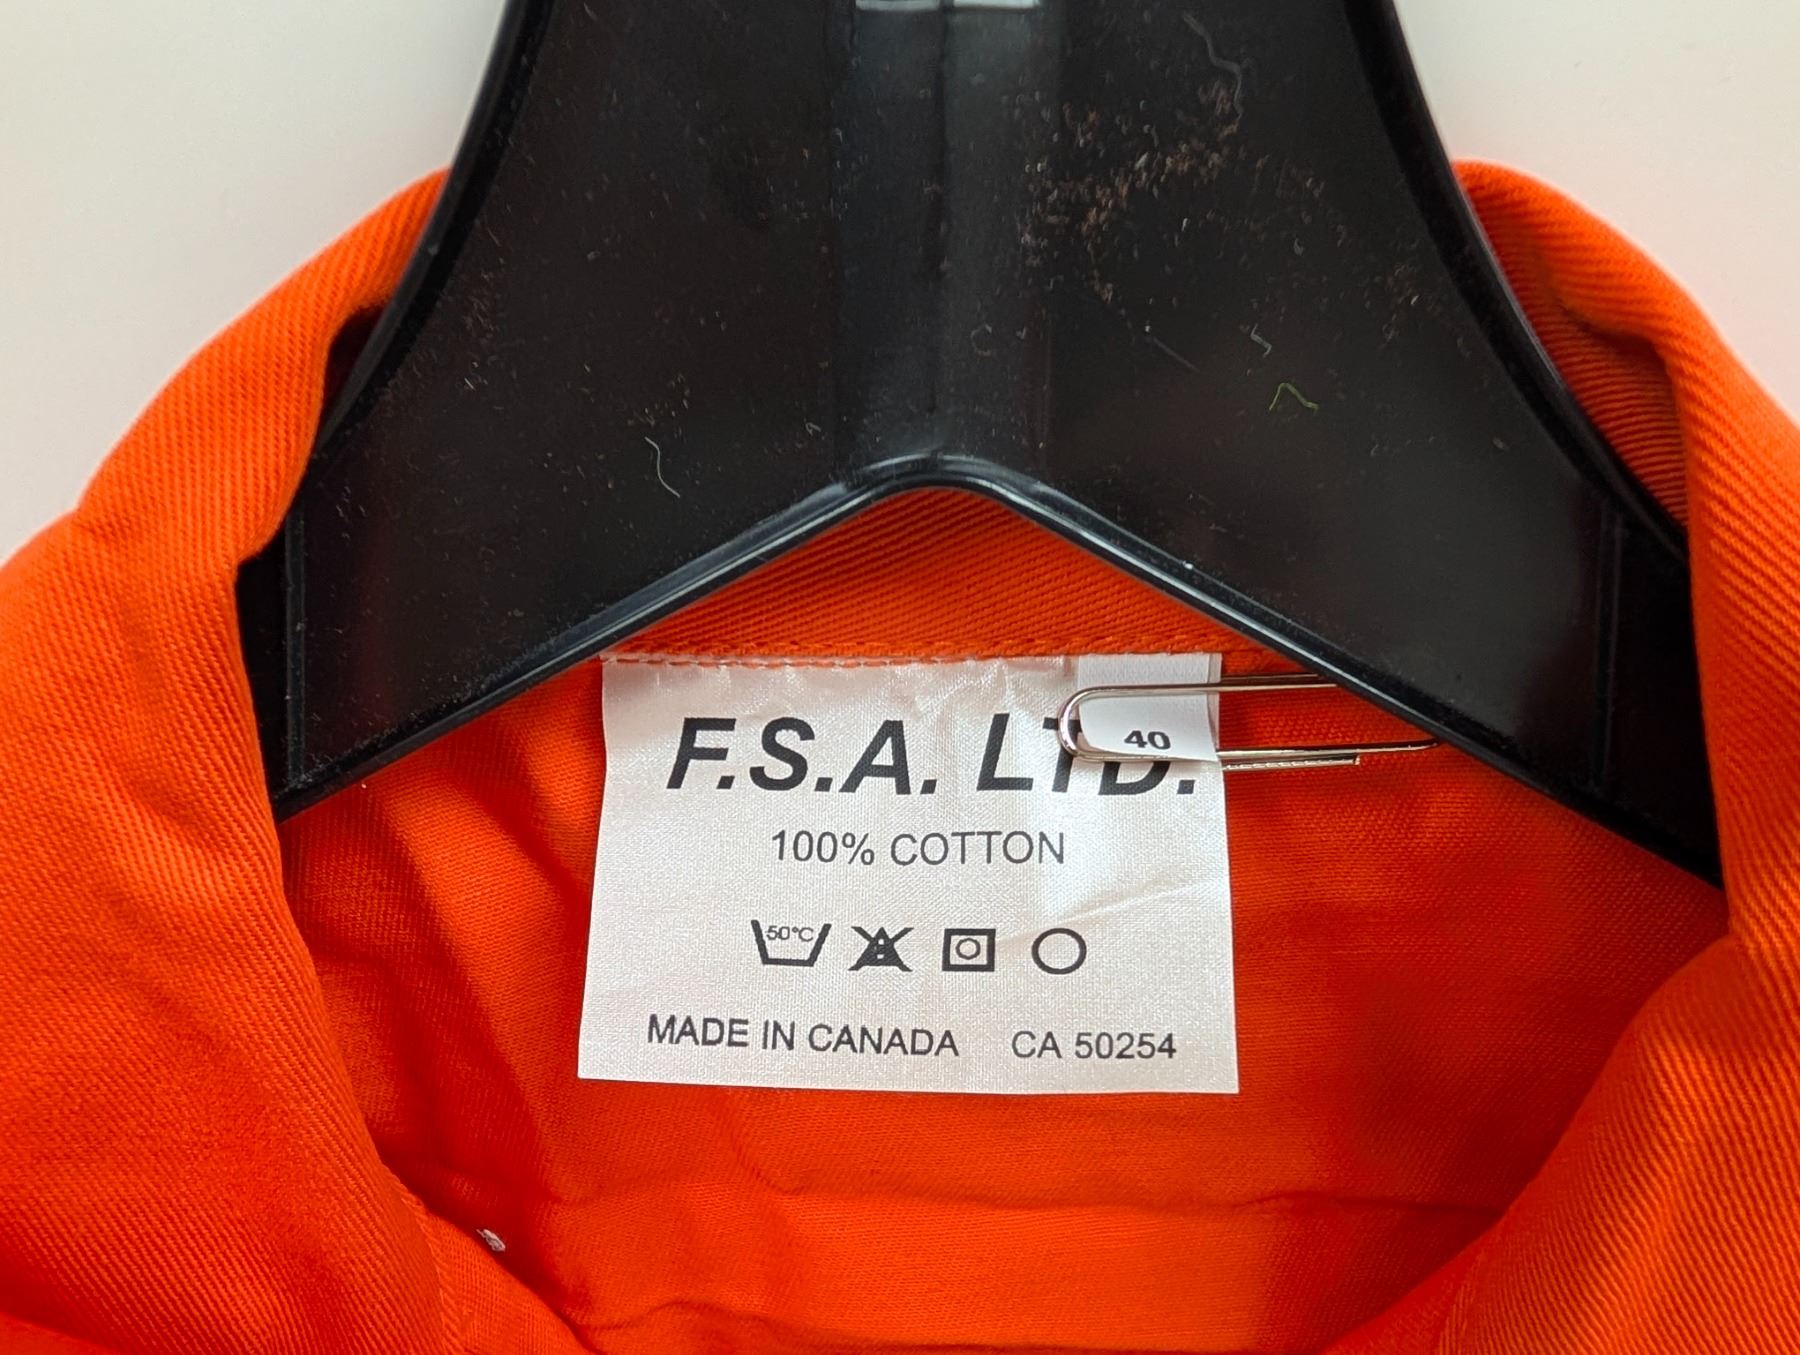 40
F.S.A. LTD.
100% COTTON
50°C
MADE IN CANADA CA 50254